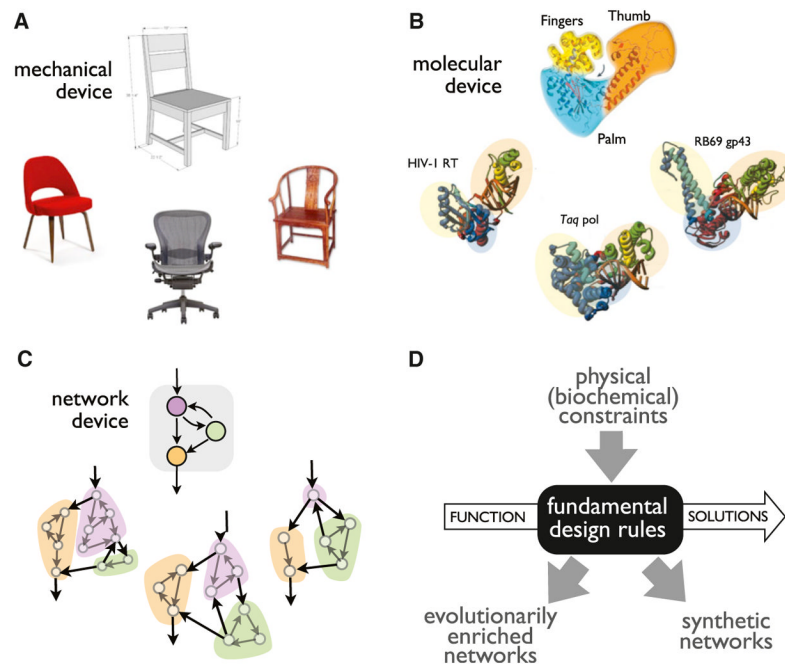 A
mechanical
device
B
molecular
device
Fingers
Thumb
Palm
HIV-1 RT
RB69 gp43
Taq pol
C
network
device
D
physical
(biochemical)
constraints
FUNCTION
fundamental
design rules
SOLUTIONS
evolutionarily
enriched
networks
synthetic
networks